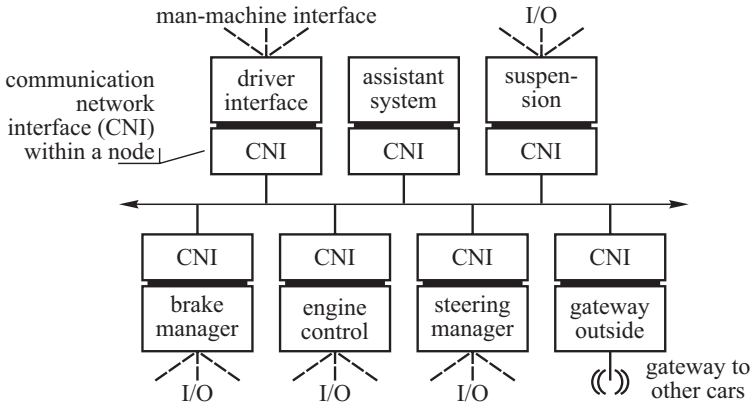 man-machine interface
I/O
communication
network
interface (CNI)
within a node
driver
interface
assistant
system
suspen-
sion
CNI
CNI
CNI
CNI
CNI
CNI
CNI
brake
manager
engine
control
steering
manager
gateway
outside
I/O
I/O
I/O
gateway to
other cars